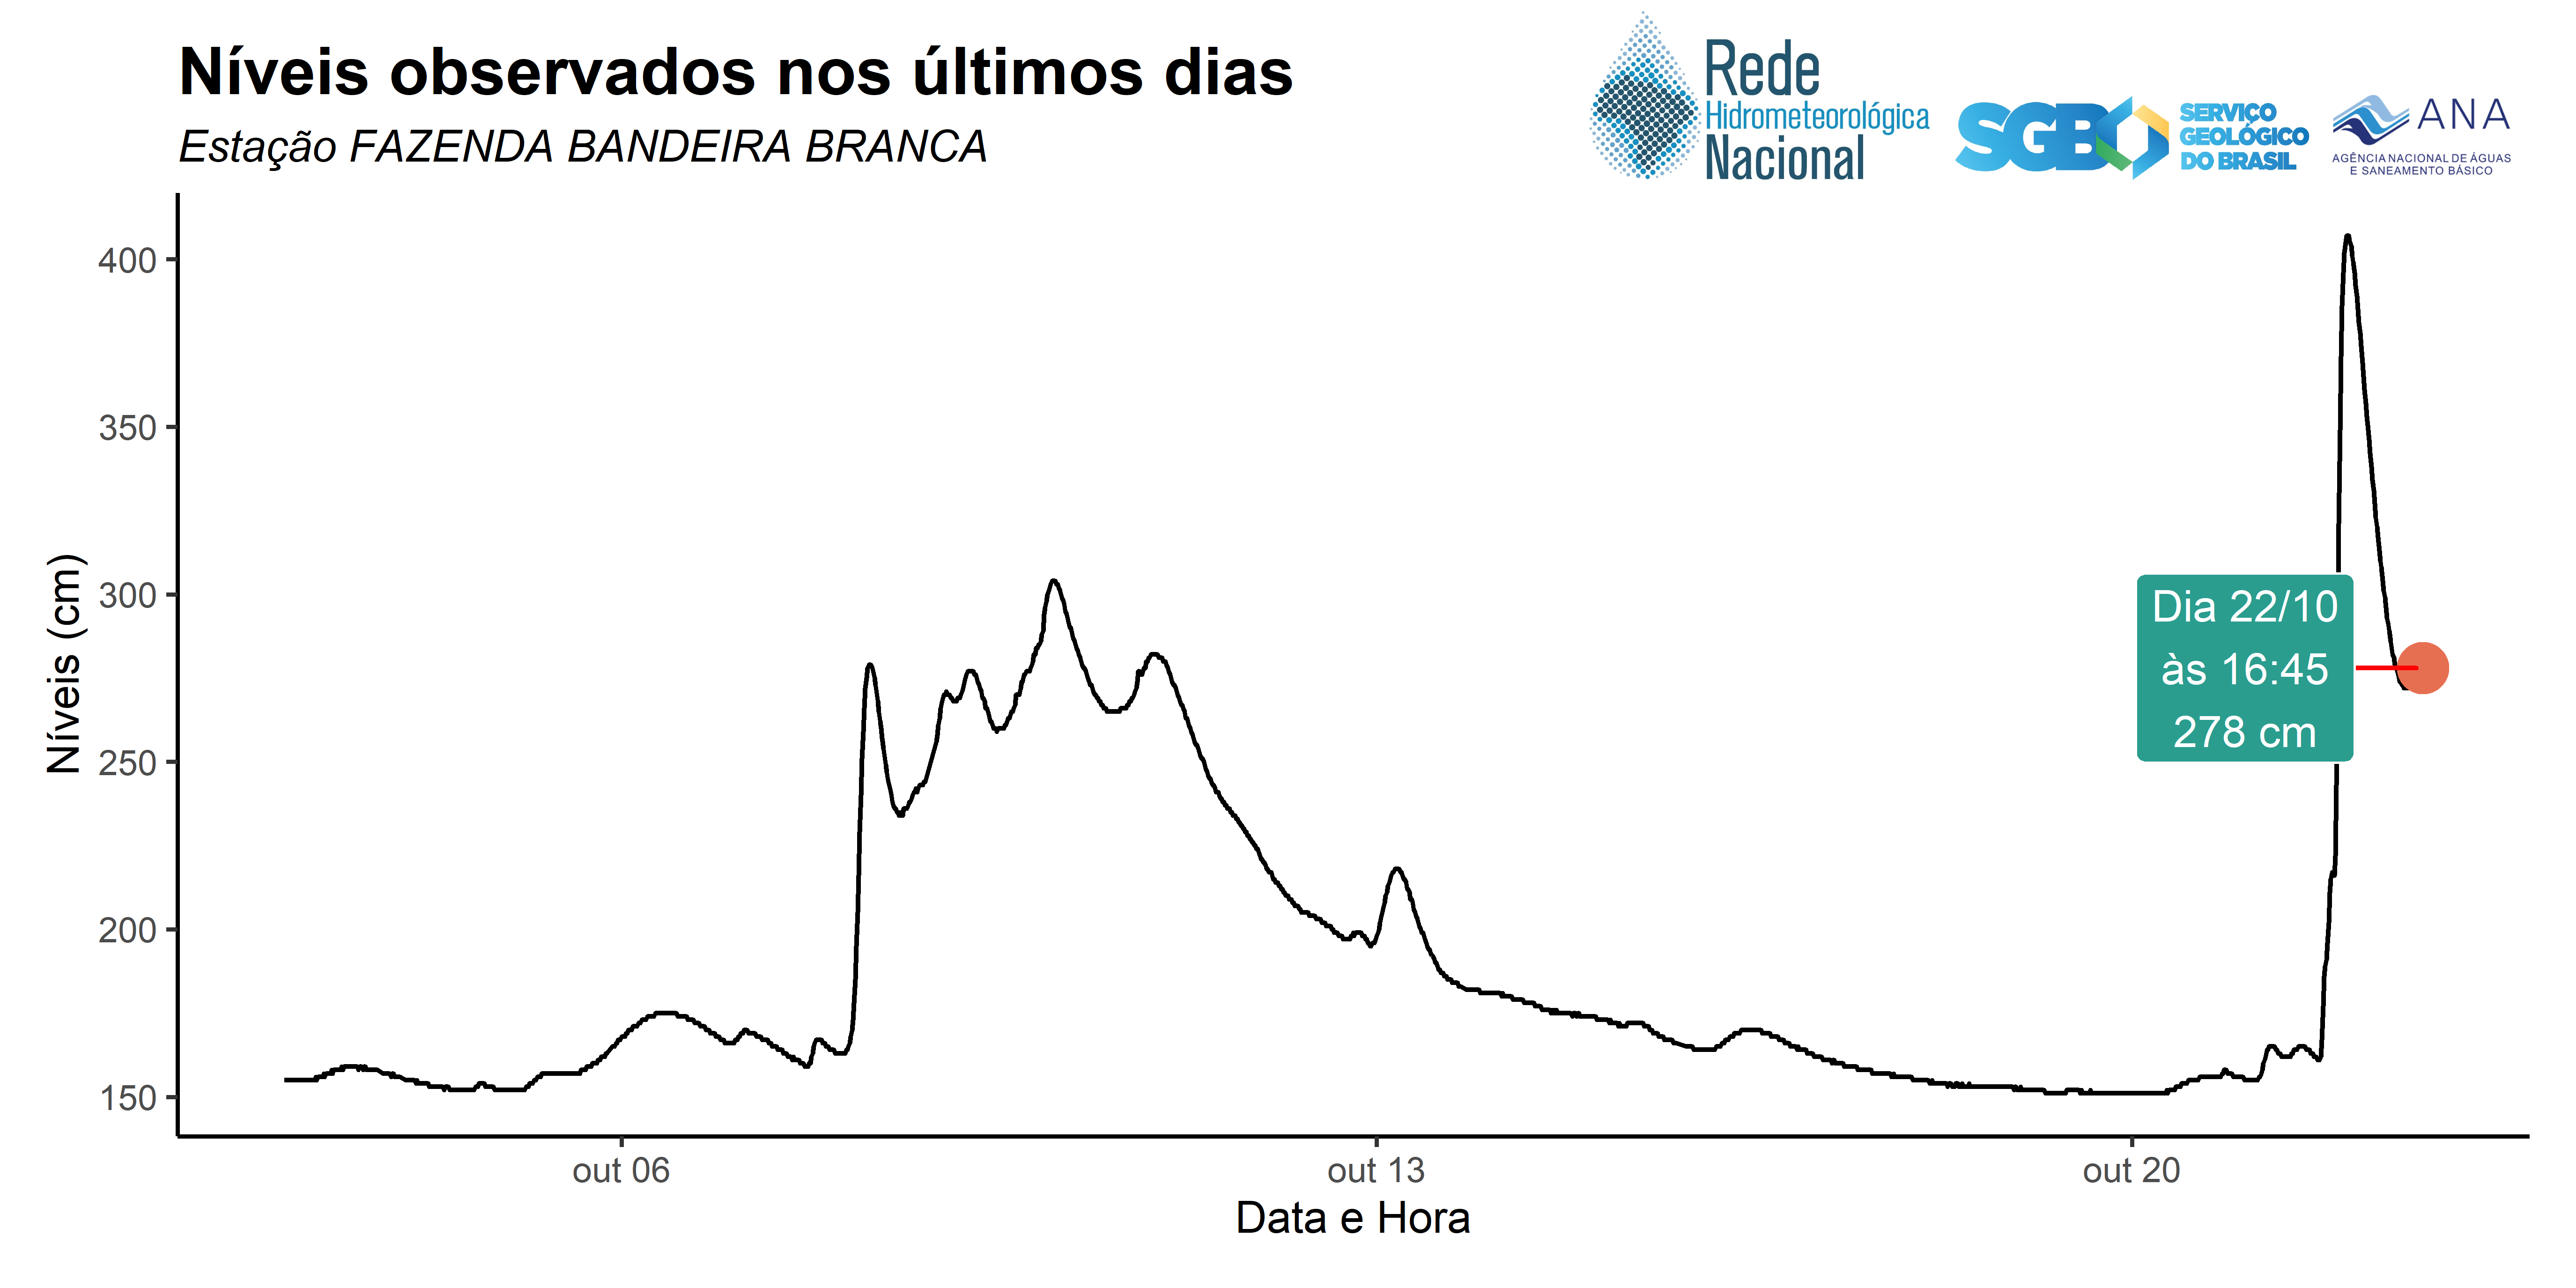 Níveis observados nos últimos dias
Estação FAZENDA BANDEIRA BRANCA
Rede
Hidrometeorológica
Nacional
SGB
SERVIÇO
GEOLÓGICO
DO BRASIL
ANA
AGÊNCIA NACIONAL DE ÁGUAS
E SANEAMENTO BÁSICO
Níveis (cm)
400
350
300
250
200
150
Dia 22/10
às 16:45
278 cm
out 06
out 13
out 20
Data e Hora